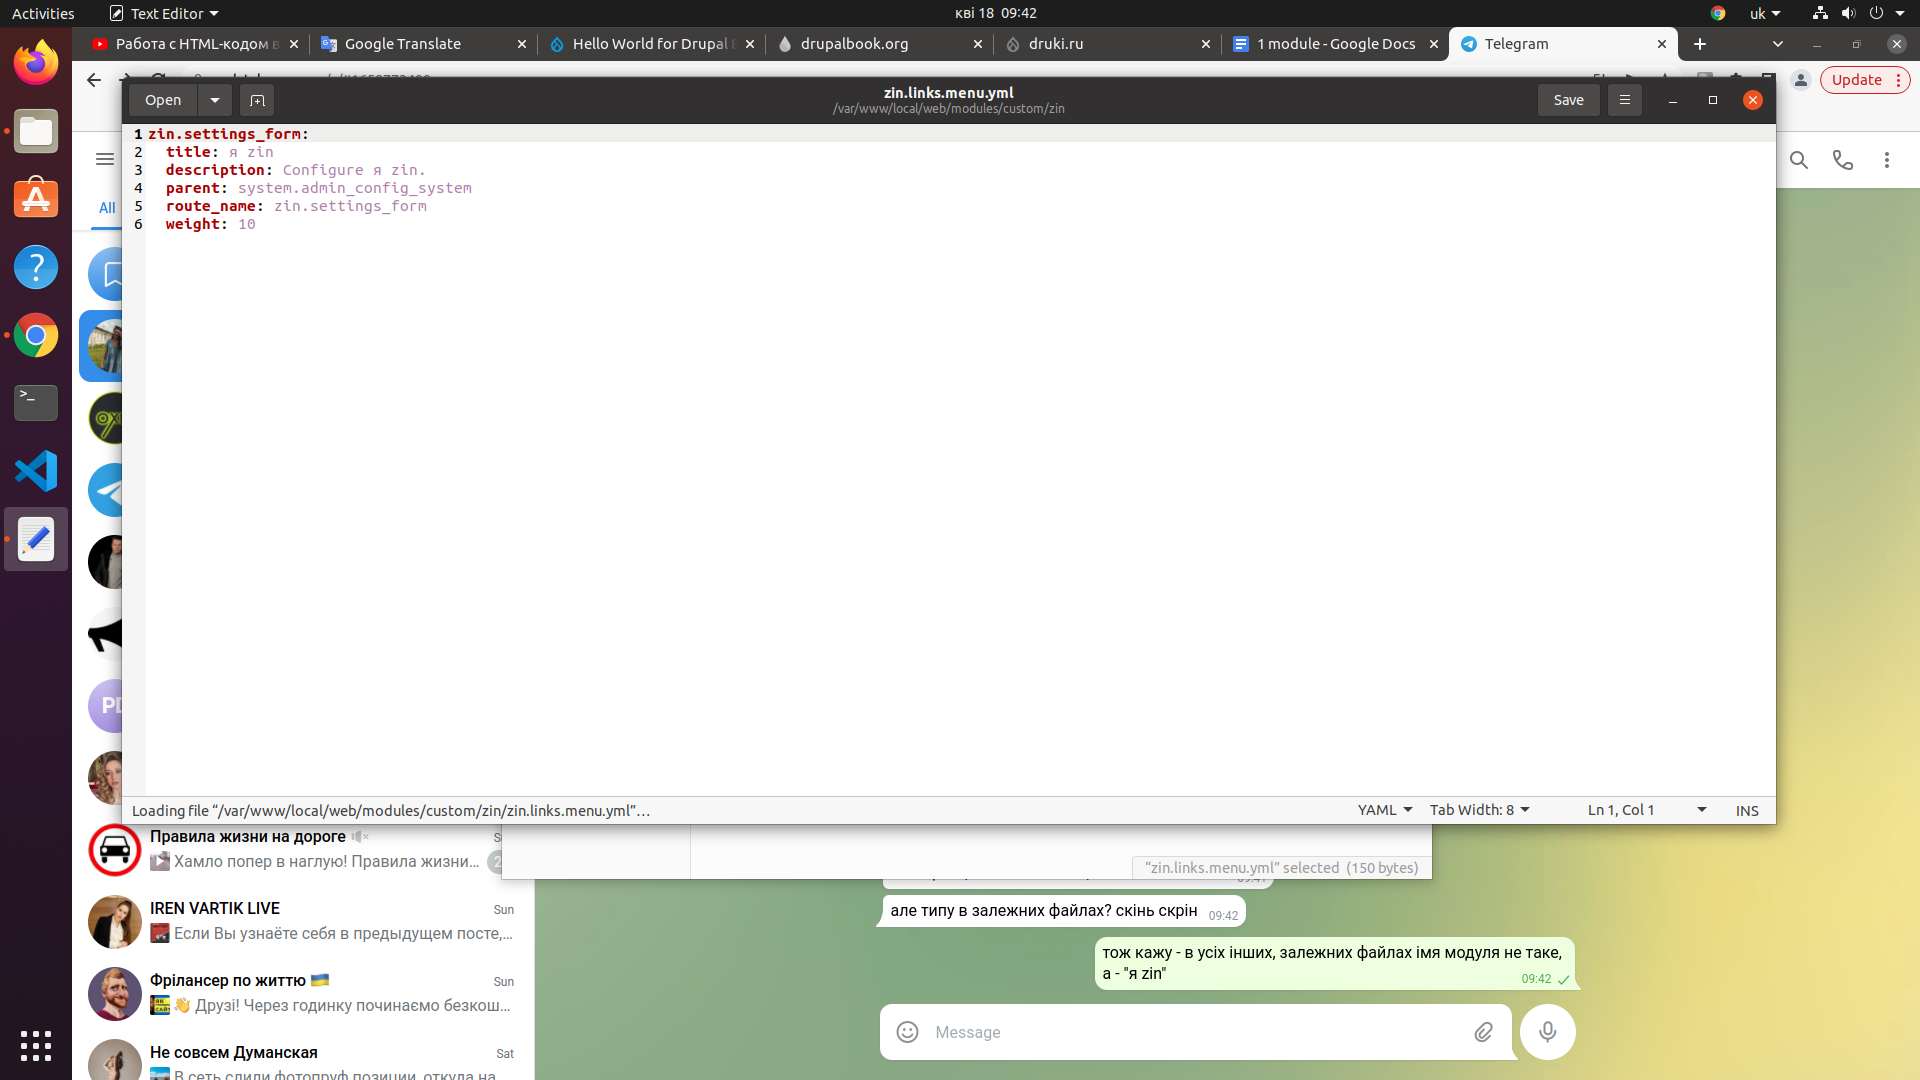 Activities
Text Editor
кві 18 09:42
uk
Работа с HTML-кодом в
Google Translate
Hello World for Drupal 8
drupalbook.org
druki.ru
1 module - Google Docs
Telegram
Update
Open
zin.links.menu.yml
/var/www/local/web/modules/custom/zin
Save
All
1 zin.settings_form:
2 title: я zin
3 description: Configure я zin.
4 parent: system.admin_config_system
5 route_name: zin.settings_form
6 weight: 10
Loading file “/var/www/local/web/modules/custom/zin/zin.links.menu.yml”…
YAML
Tab Width: 8
Ln 1, Col 1
INS
Правила жизни на дороге
Хамло попер в наглую! Правила жизни...
“zin.links.menu.yml” selected (150 bytes)
IREN VARTIK LIVE
Sun
Если Вы узнаёте себя в предыдущем посте,...
Фрілансер по життю
Sun
Друзі! Через годинку починаємо безкош...
Не совсем Думанская
Sat
але типу в залежних файлах? скінь скрін
09:42
тож кажу - в усіх інших, залежних файлах імя модуля не таке,
а - "я zin"
09:42
Message